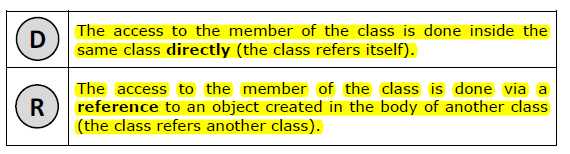 D
The access to the member of the class is done inside the
same class directly (the class refers itself).
R
The access to the member of the class is done via a
reference to an object created in the body of another class
(the class refers another class).